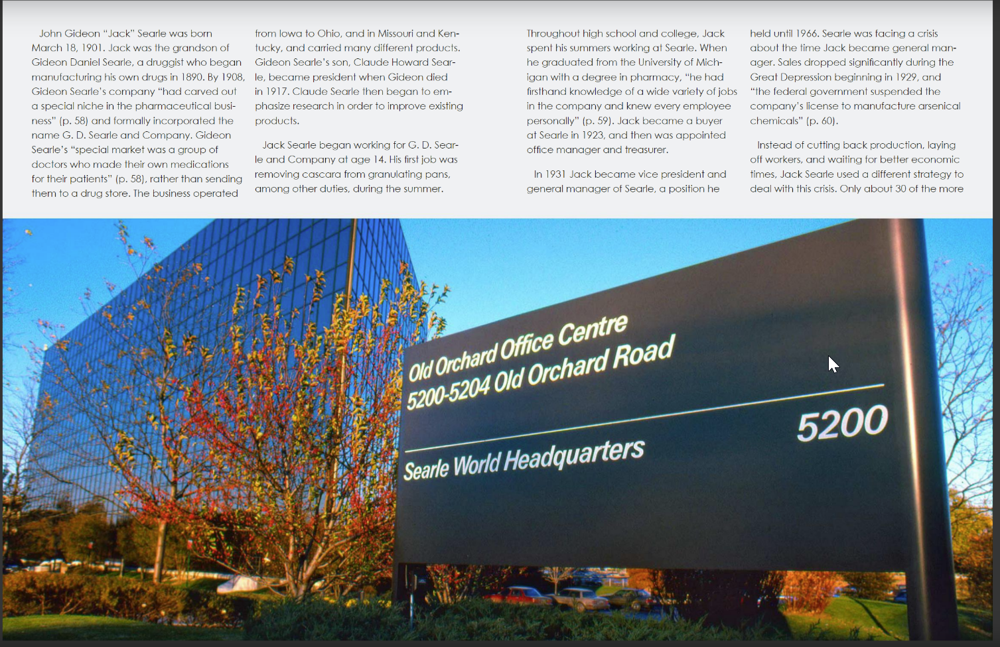 John Gideon “Jack” Searle was born
March 18, 1901. Jack was the grandson of
Gideon Daniel Searle, a druggist who began
manufacturing his own drugs in 1890. By 1908,
Gideon Searle’s company “had carved out
a special niche in the pharmaceutical busi-
ness” (p. 58) and formally incorporated the
name G. D. Searle and Company. Gideon
Searle’s “special market was a group of
doctors who made their own medications
for their patients” (p. 58), rather than sending
them to a drug store. The business operated
from Iowa to Ohio, and in Missouri and Ken-
tucky, and carried many different products.
Gideon Searle’s son, Claude Howard Sear-
le, became president when Gideon died
in 1917. Claude Searle then began to em-
phasize research in order to improve existing
products.
Jack Searle began working for G. D. Sear-
le and Company at age 14. His first job was
removing cascara from granulating pans,
among other duties, during the summer.
Throughout high school and college, Jack
spent his summers working at Searle. When
he graduated from the University of Mich-
igan with a degree in pharmacy, “he had
firsthand knowledge of a wide variety of jobs
in the company and knew every employee
personally” (p. 59). Jack became a buyer
at Searle in 1923, and then was appointed
office manager and treasurer.
In 1931 Jack became vice president and
general manager of Searle, a position he
held until 1966. Searle was facing a crisis
about the time Jack became general man-
ager. Sales dropped significantly during the
Great Depression beginning in 1929, and
“the federal government suspended the
company’s license to manufacture arsenical
chemicals” (p. 60).
Instead of cutting back production, laying
off workers, and waiting for better economic
times, Jack Searle used a different strategy to
deal with this crisis. Only about 30 of the more
Old Orchard Office Centre
5200-5204 Old Orchard Road
5200
Searle World Headquarters